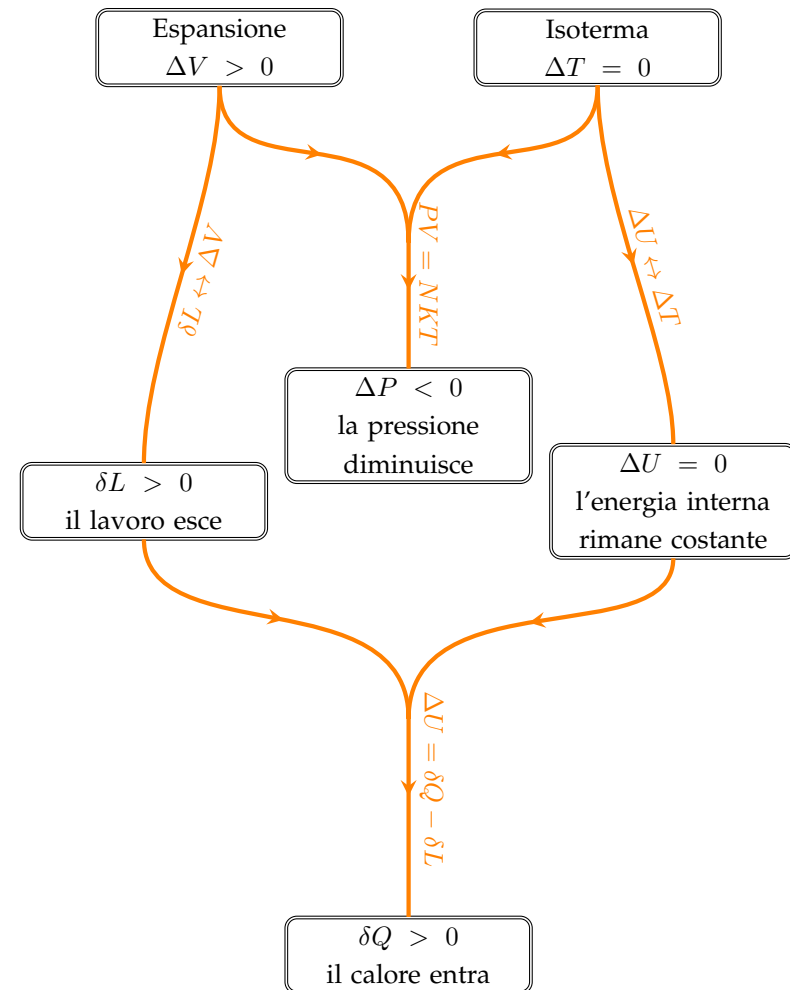 Espansione
ΔV > 0
Isoterma
ΔT = 0
δL ↔ ΔV
PV = NKT
ΔU ↔ ΔT
ΔP < 0
la pressione
diminuisce
δL > 0
il lavoro esce
ΔU = 0
l'energia interna
rimane costante
ΔU = δQ − δL
δQ > 0
il calore entra